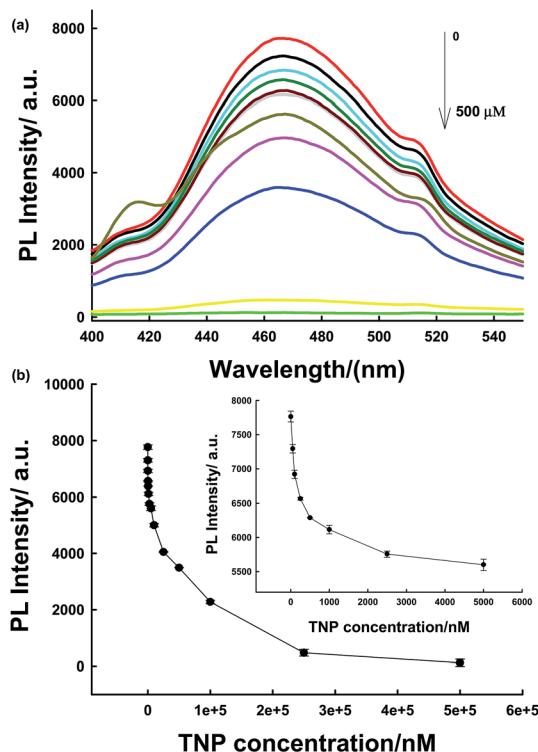 (a)
8000
6000
4000
2000
0
PL Intensity/ a.u.
0
500 μM
400 420 440 460 480 500 520 540
Wavelength/(nm)
(b)
10000
8000
6000
4000
2000
0
PL Intensity/ a.u.
0 1e+5 2e+5 3e+5 4e+5 5e+5 6e+5
TNP concentration/nM
8000
7500
7000
6500
6000
5500
PL Intensity/ a.u.
0 1000 2000 3000 4000 5000 6000
TNP concentration/nM